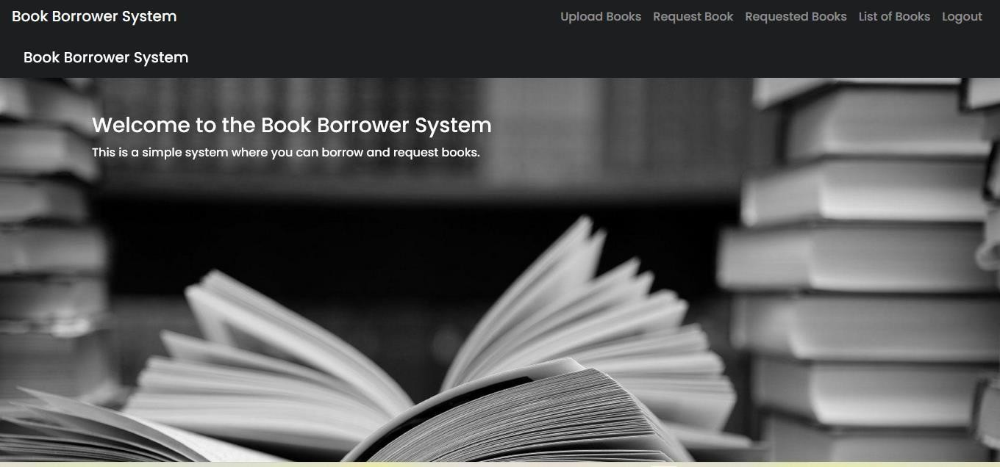 Book Borrower System
Upload Books Request Book Requested Books List of Books Logout
Book Borrower System
Welcome to the Book Borrower System
This is a simple system where you can borrow and request books.